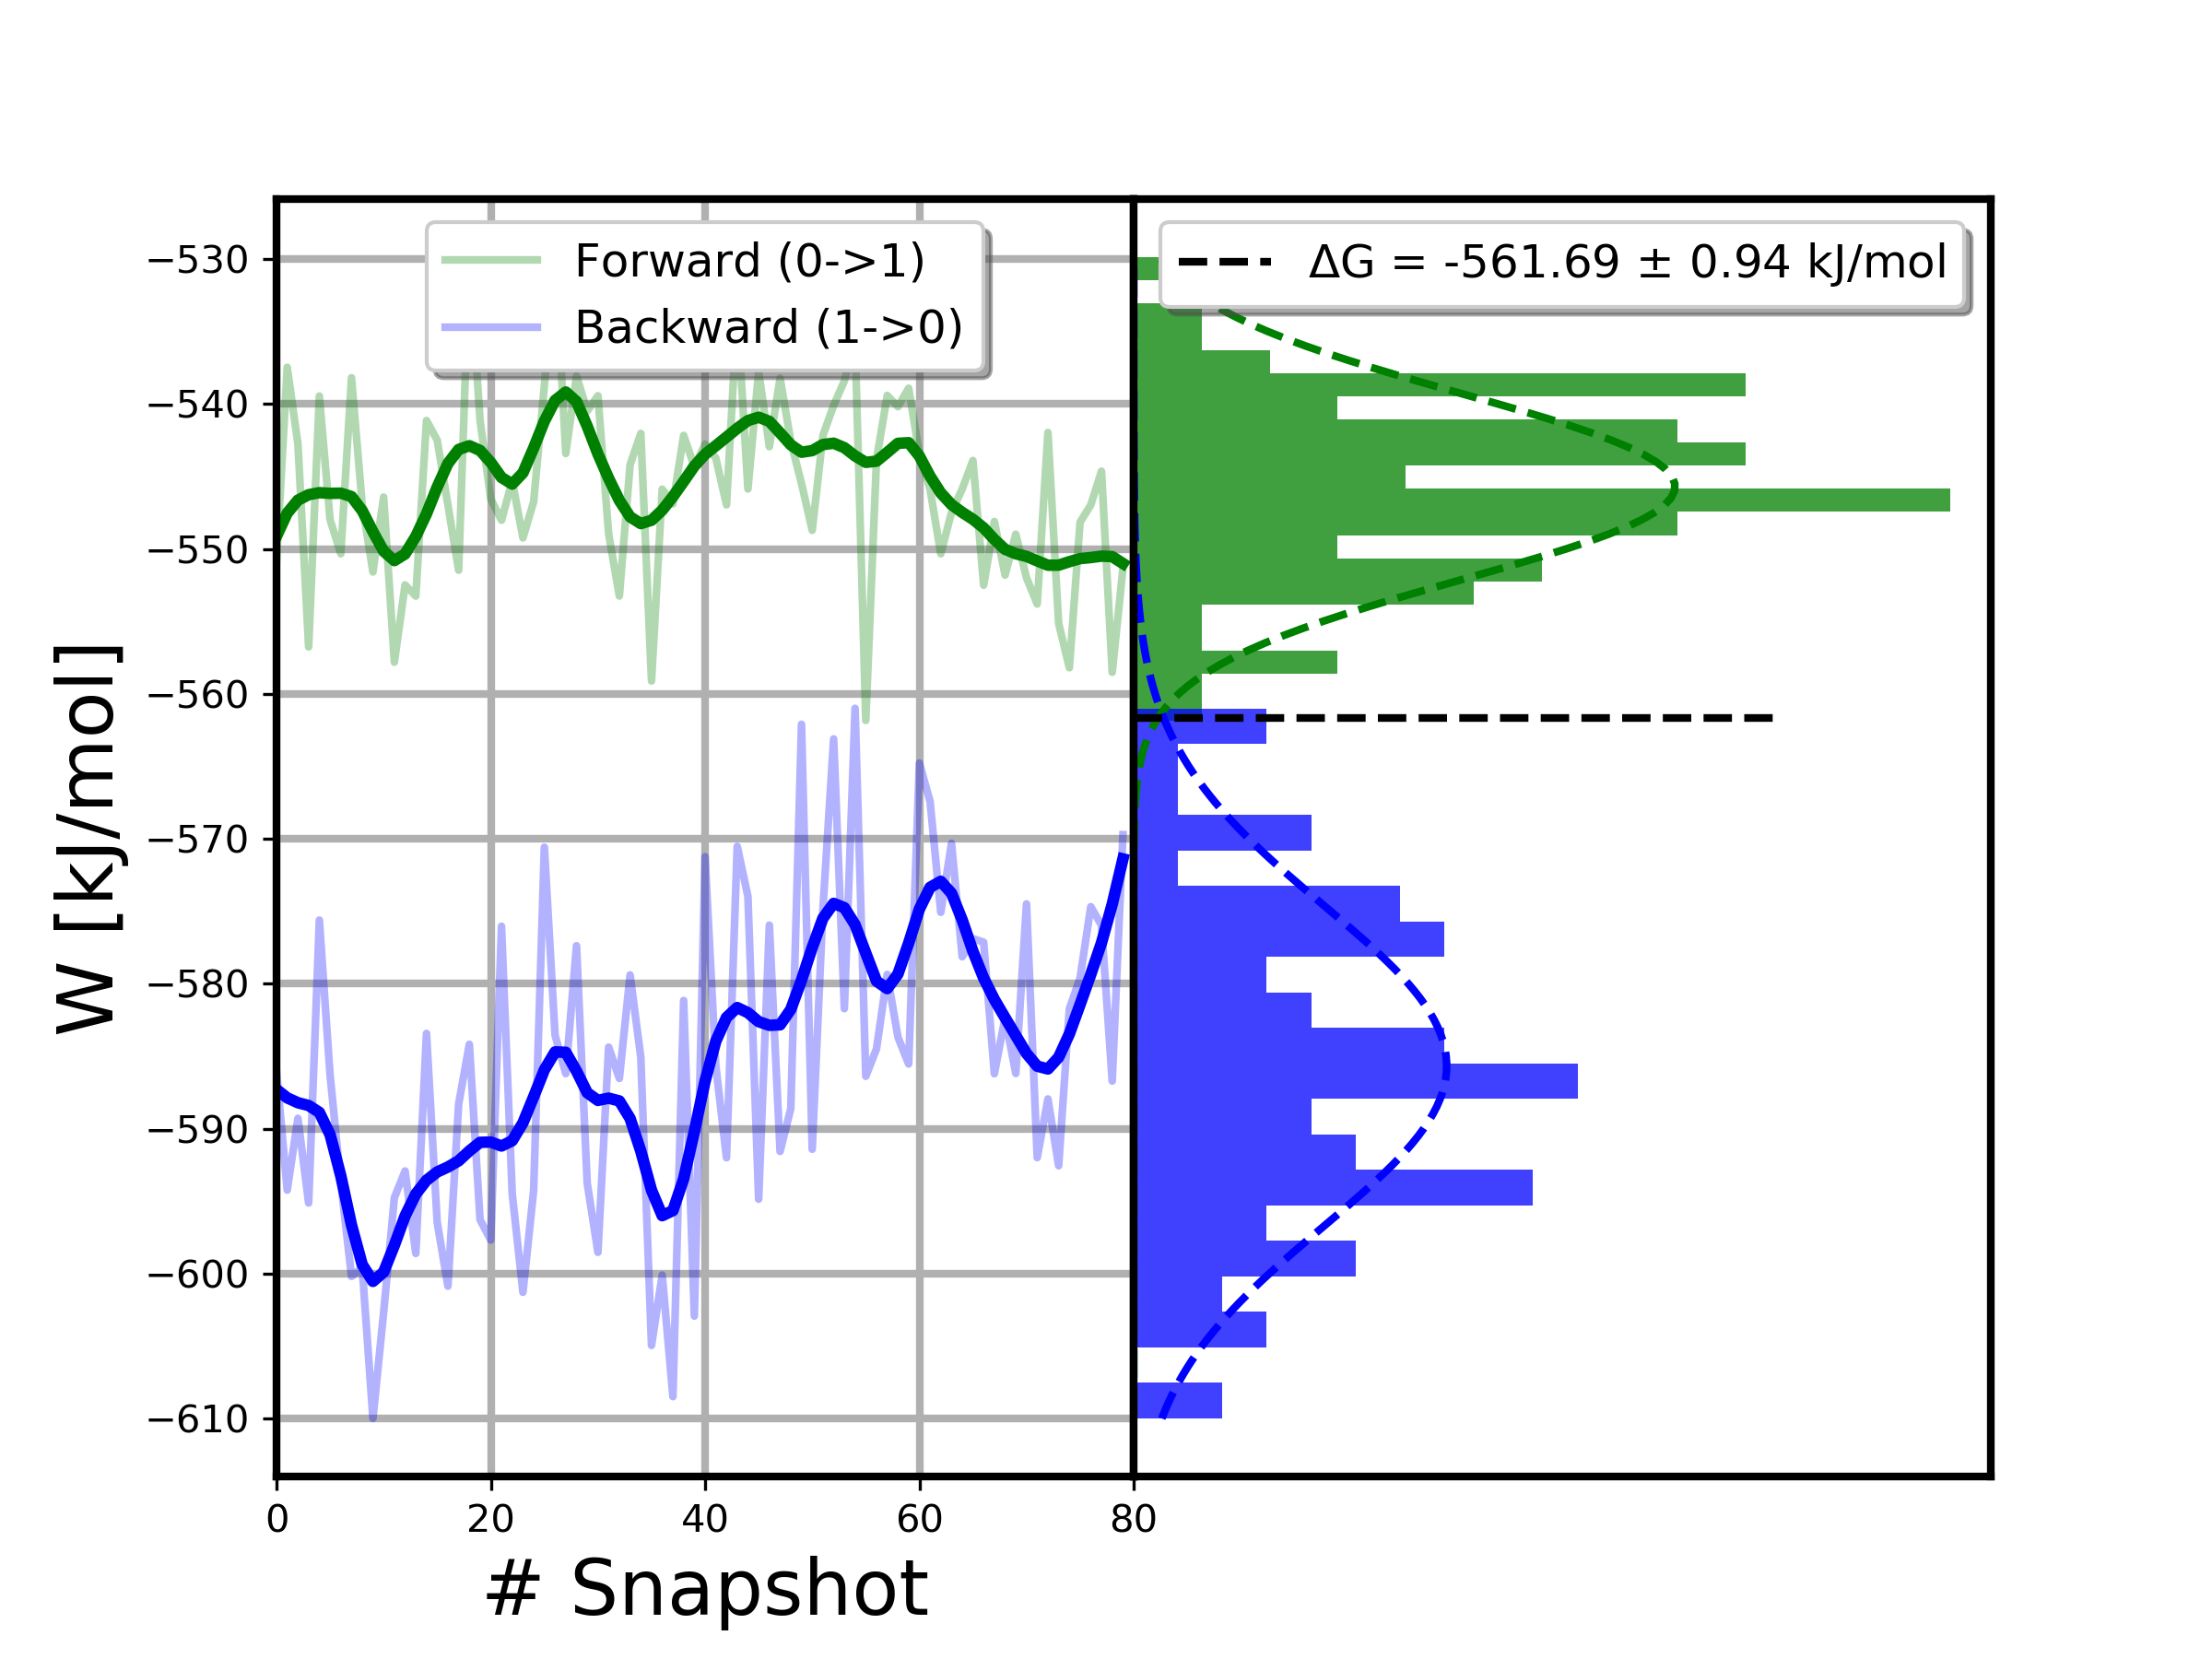 Forward (0->1)
Backward (1->0)
ΔG = -561.69 ± 0.94 kJ/mol
W [kJ/mol]
−530
−540
−550
−560
−570
−580
−590
−600
−610
0 20 40 60 80
# Snapshot